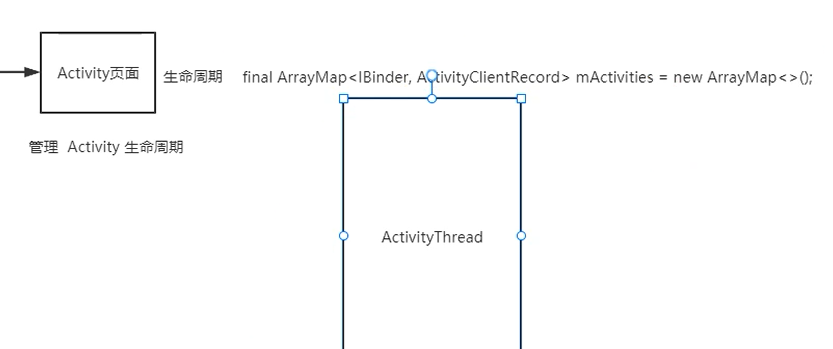 Activity页面
生命周期
final ArrayMap<IBinder, ActivityClientRecord> mActivities = new ArrayMap<>();
管理 Activity 生命周期
ActivityThread